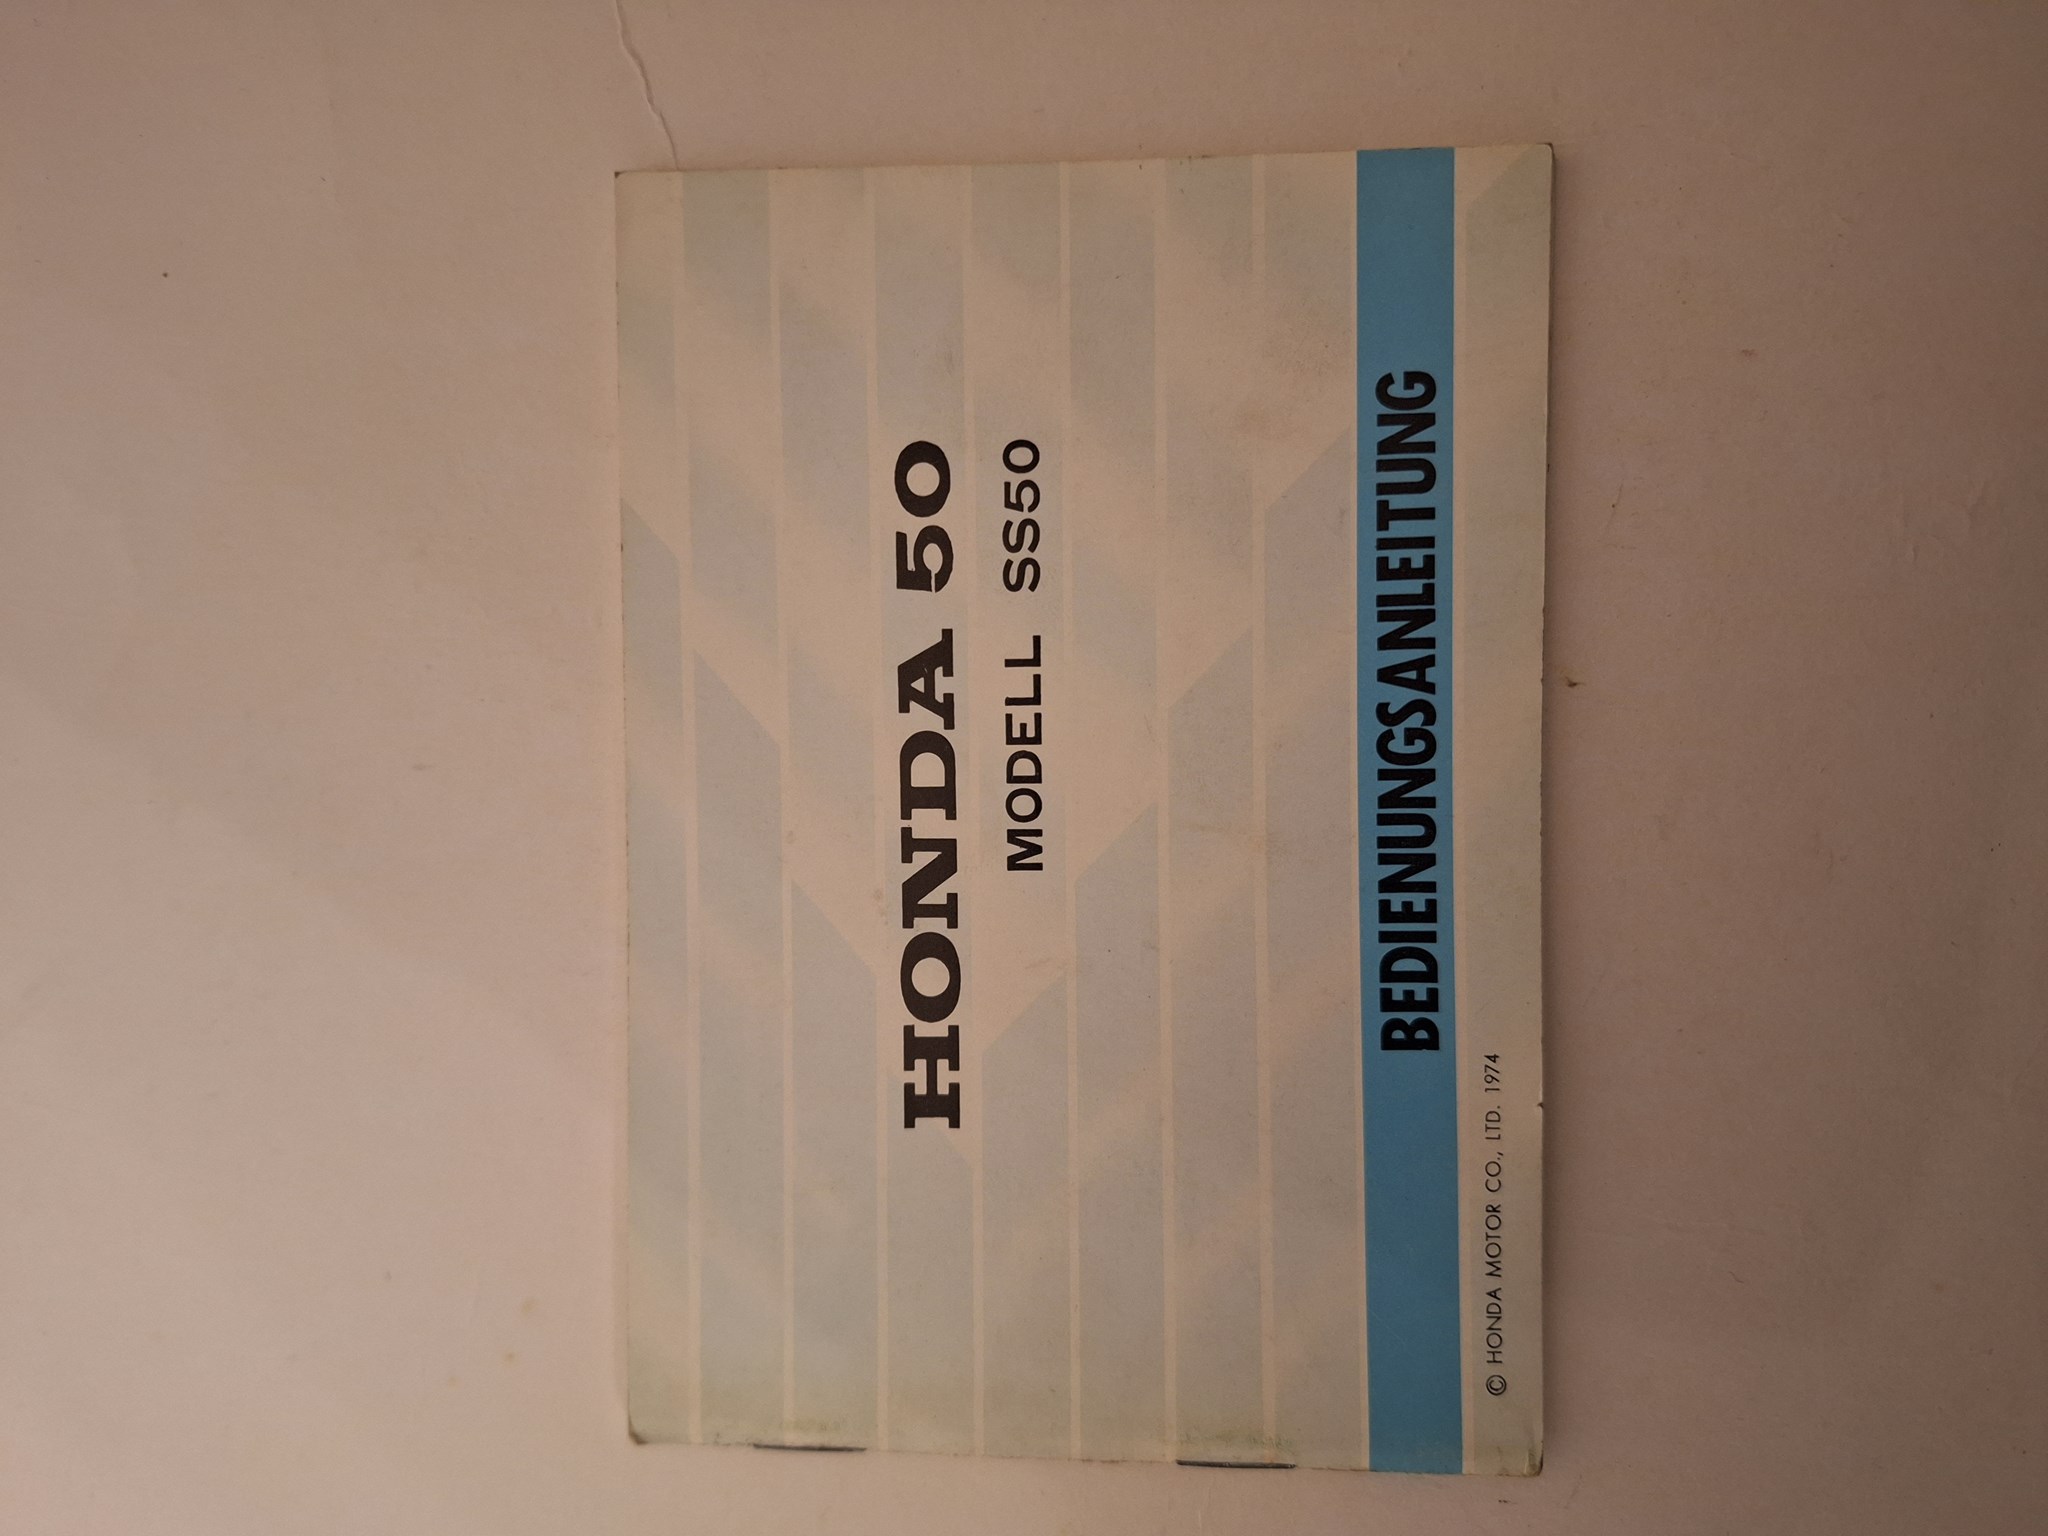 HONDA 50
MODELL SS50
BEDIENUNGSANLEITUNG
© HONDA MOTOR CO., LTD. 1974